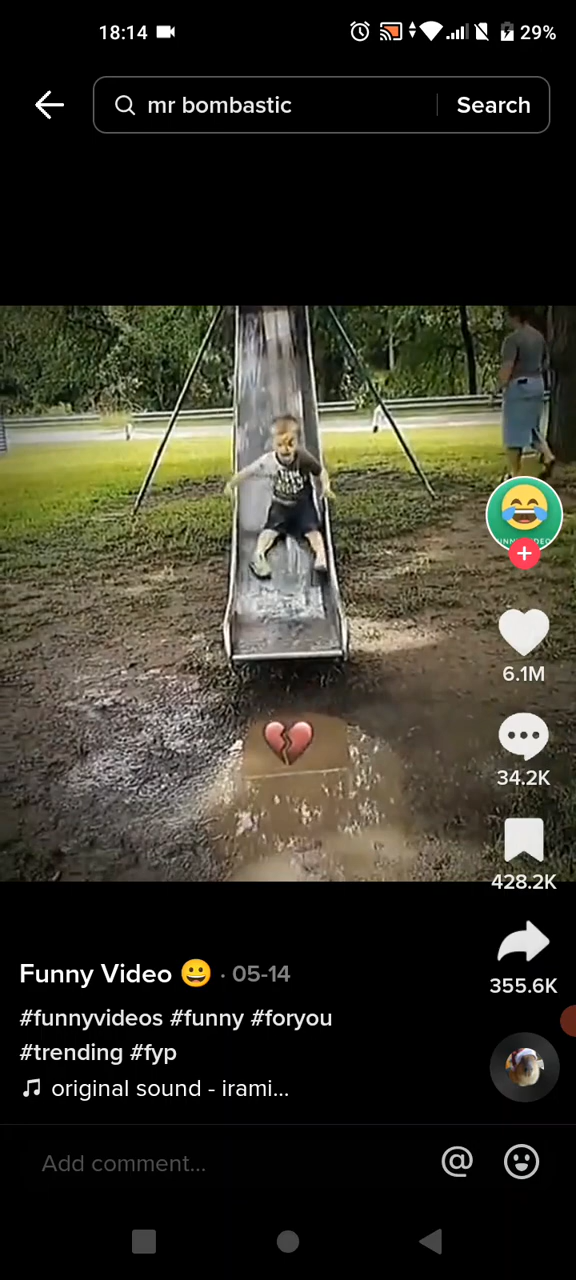 18:14
29%
mr bombastic
Search
6.1M
34.2K
428.2K
355.6K
Funny Video 😀 · 05-14
#funnyvideos #funny #foryou
#trending #fyp
original sound - irami...
Add comment...